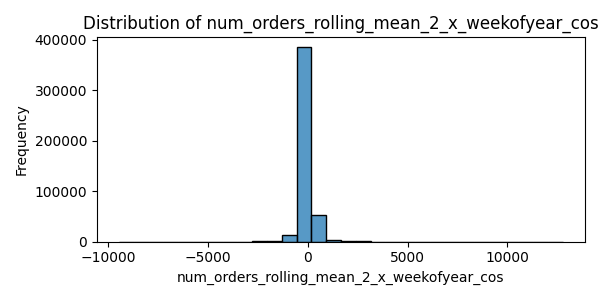 Distribution of num_orders_rolling_mean_2_x_weekofyear_cos
400000
300000
200000
100000
0
Frequency
−10000 −5000 0 5000 10000
num_orders_rolling_mean_2_x_weekofyear_cos